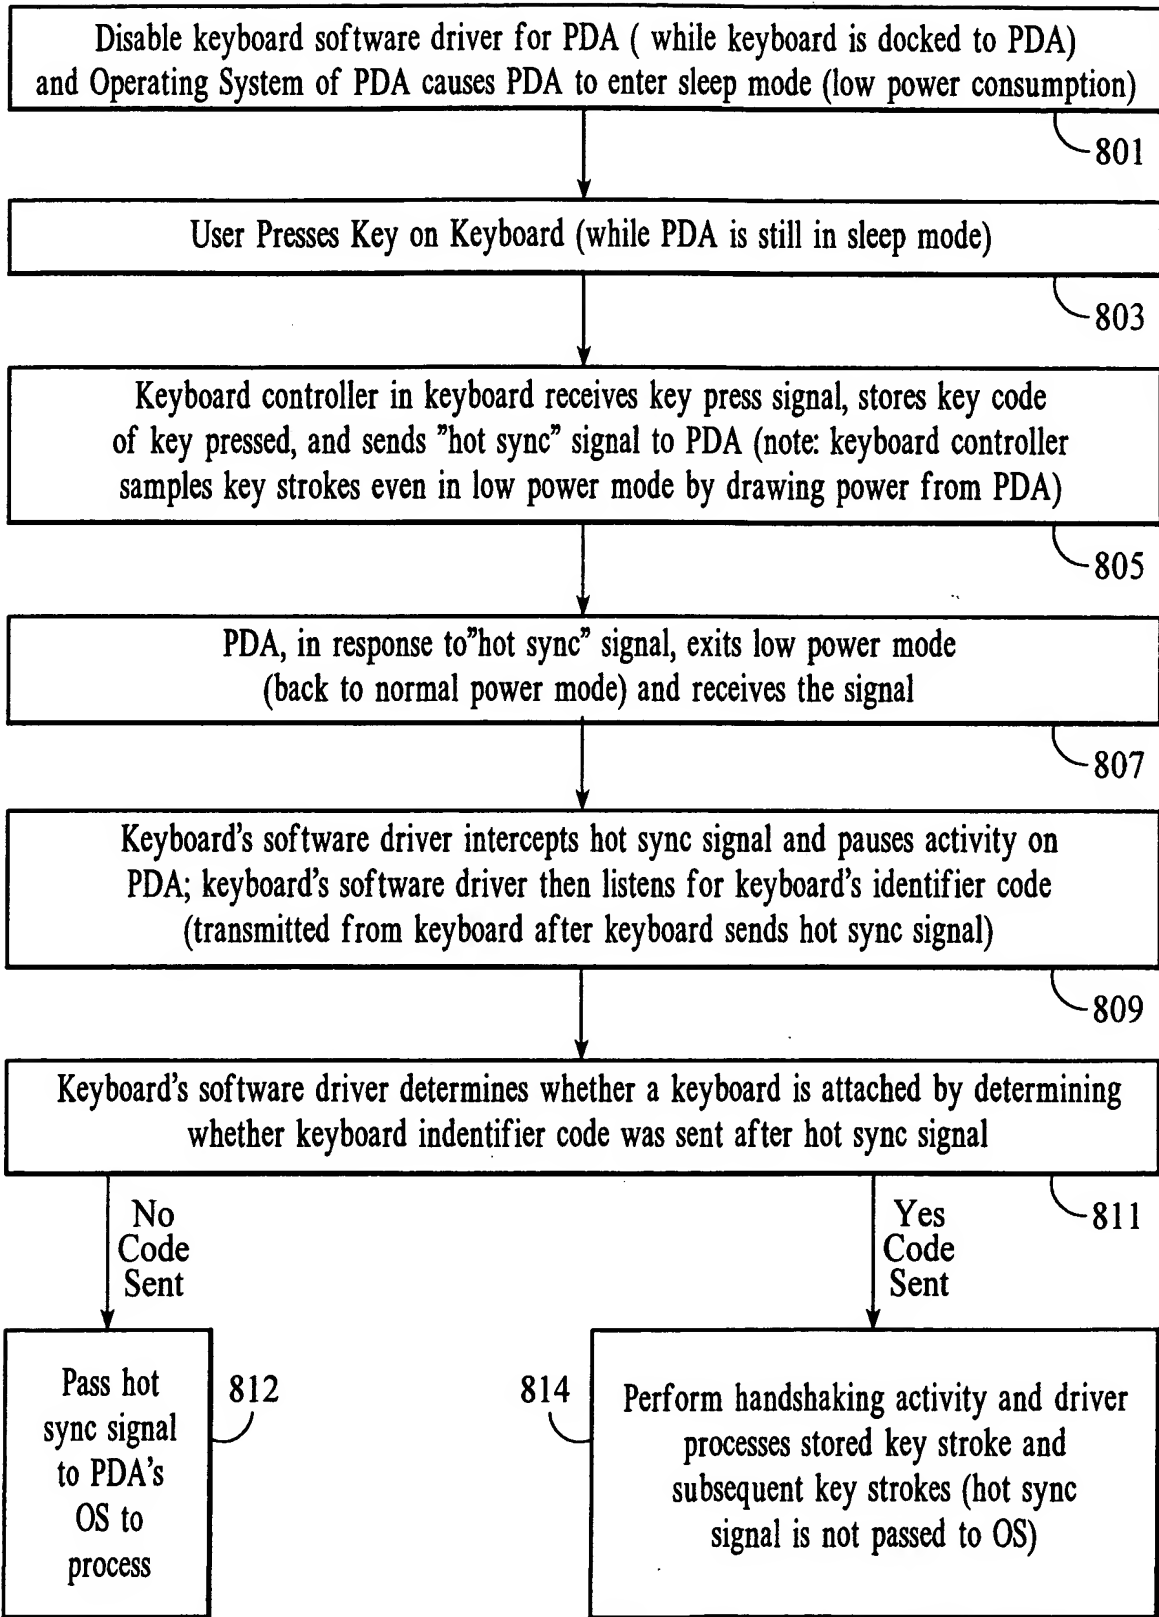 Disable keyboard software driver for PDA ( while keyboard is docked to PDA)
and Operating System of PDA causes PDA to enter sleep mode (low power consumption)
801
User Presses Key on Keyboard (while PDA is still in sleep mode)
803
Keyboard controller in keyboard receives key press signal, stores key code
of key pressed, and sends ”hot sync” signal to PDA (note: keyboard controller
samples key strokes even in low power mode by drawing power from PDA)
805
PDA, in response to”hot sync” signal, exits low power mode
(back to normal power mode) and receives the signal
807
Keyboard's software driver intercepts hot sync signal and pauses activity on
PDA; keyboard's software driver then listens for keyboard's identifier code
(transmitted from keyboard after keyboard sends hot sync signal)
809
Keyboard's software driver determines whether a keyboard is attached by determining
whether keyboard indentifier code was sent after hot sync signal
811
No
Code
Sent
Yes
Code
Sent
Pass hot
sync signal
to PDA's
OS to
process
812
814
Perform handshaking activity and driver
processes stored key stroke and
subsequent key strokes (hot sync
signal is not passed to OS)